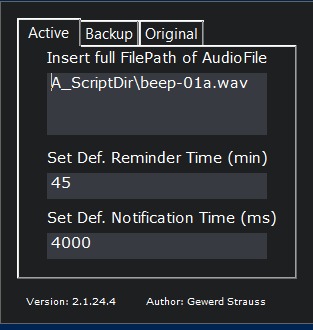 Active Backup Original
Insert full FilePath of AudioFile
A_ScriptDir\beep-01a.wav
Set Def. Reminder Time (min)
45
Set Def. Notification Time (ms)
4000
Version: 2.1.24.4 Author: Gewerd Strauss